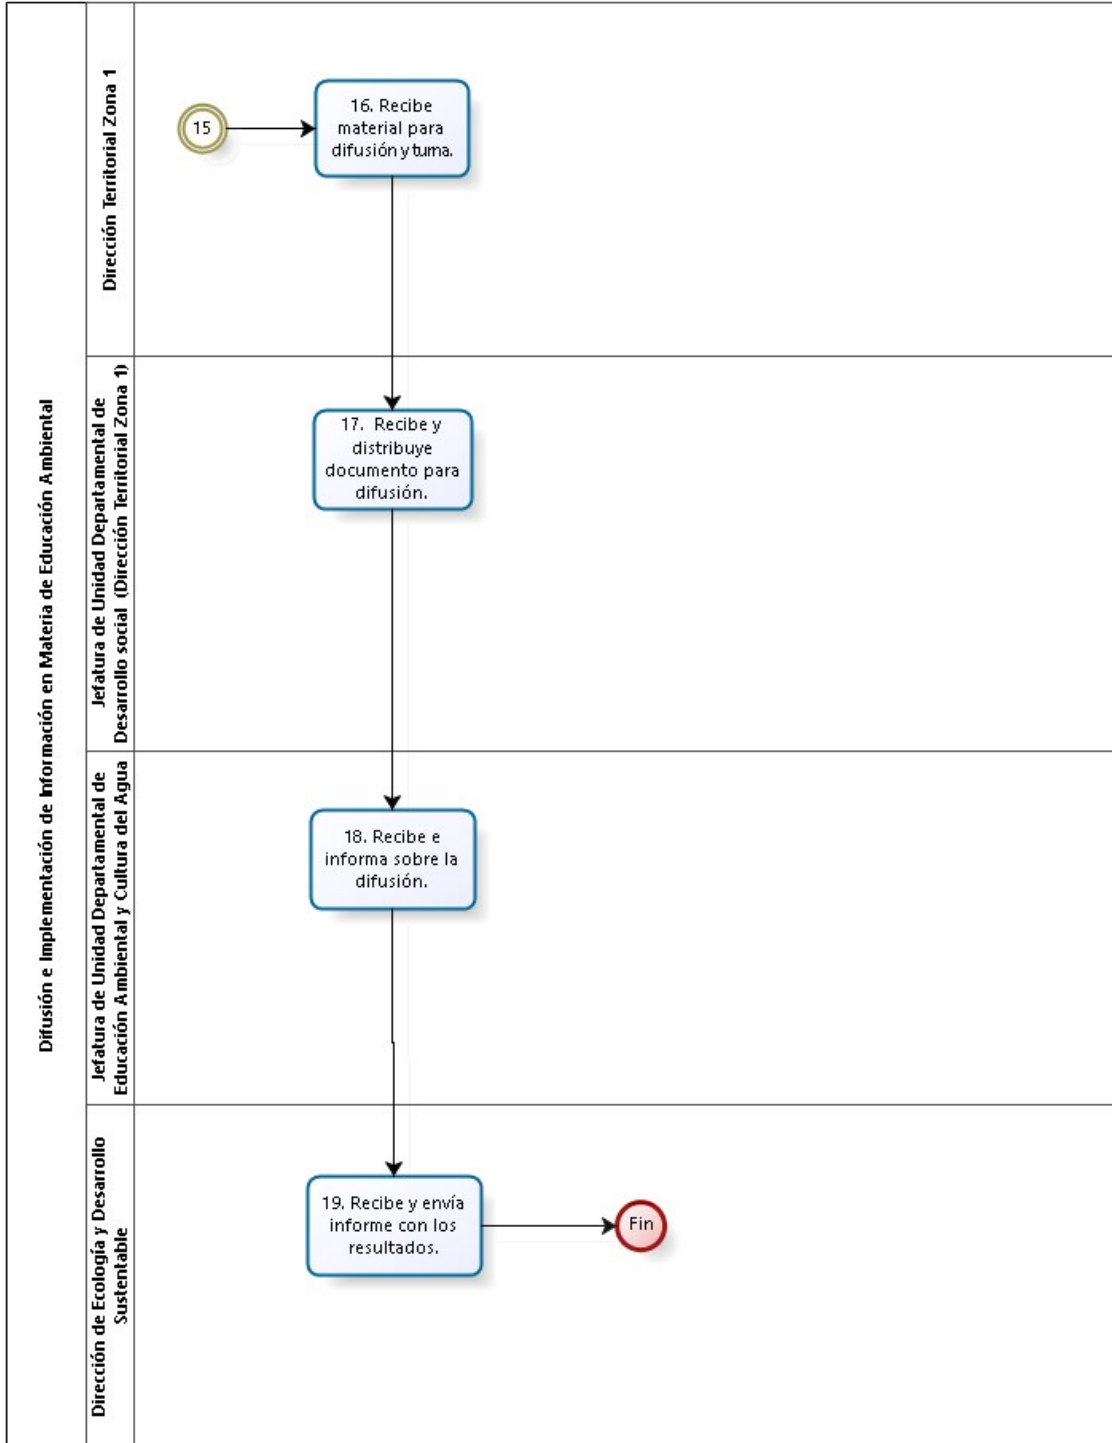 Difusión e Implementación de Información en Materia de Educación Ambiental
Dirección Territorial Zona 1
15
16. Recibe
material para
difusión y turna.
Jefatura de Unidad Departamental de
Desarrollo social (Dirección Territorial Zona 1)
17. Recibe y
distribuye
documento para
difusión.
Jefatura de Unidad Departamental de
Educación Ambiental y Cultura del Agua
18. Recibe e
informa sobre la
difusión.
Dirección de Ecología y Desarrollo
Sustentable
19. Recibe y envía
informe con los
resultados.
Fin